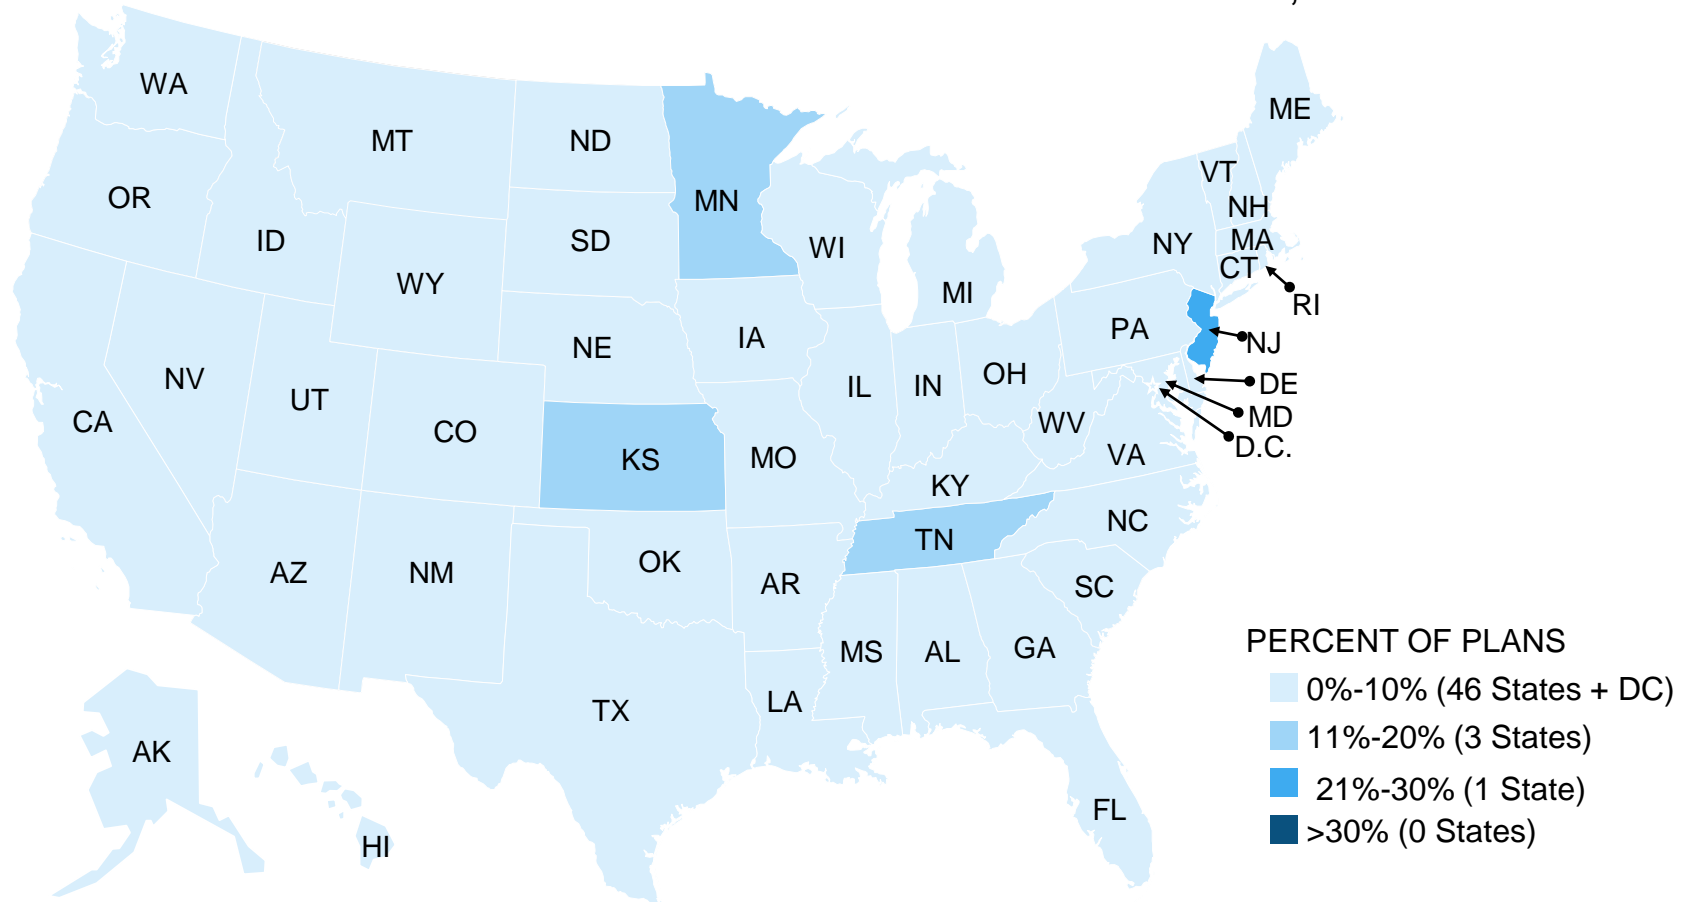 WA
ME
MT
ND
VT
OR
MN
NH
ID
SD
WI
NY
MA
CT
WY
MI
RI
PA
IA
NJ
NE
OH
NV
IL
IN
DE
UT
MD
CA
CO
WV
D.C.
KS
MO
VA
KY
NC
TN
OK
AZ
NM
AR
SC
PERCENT OF PLANS
MS
AL
GA
0%-10% (46 States + DC)
LA
TX
11%-20% (3 States)
AK
21%-30% (1 State)
FL
>30% (0 States)
HI